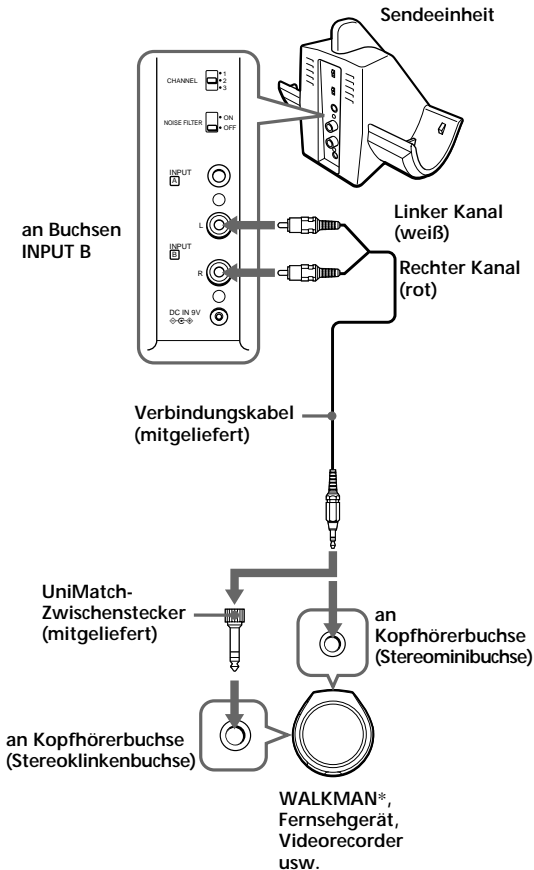 Sendeeinheit
CHANNEL
1
2
3
NOISE FILTER
ON
OFF
INPUT
A
L
INPUT
B
R
DC IN 9V
an Buchsen
INPUT B
Linker Kanal
(weiß)
Rechter Kanal
(rot)
Verbindungskabel
(mitgeliefert)
UniMatch-
Zwischenstecker
(mitgeliefert)
an
Kopfhörerbuchse
(Stereominibuchse)
an Kopfhörerbuchse
(Stereoklinkenbuchse)
WALKMAN*,
Fernsehgerät,
Videorecorder
usw.